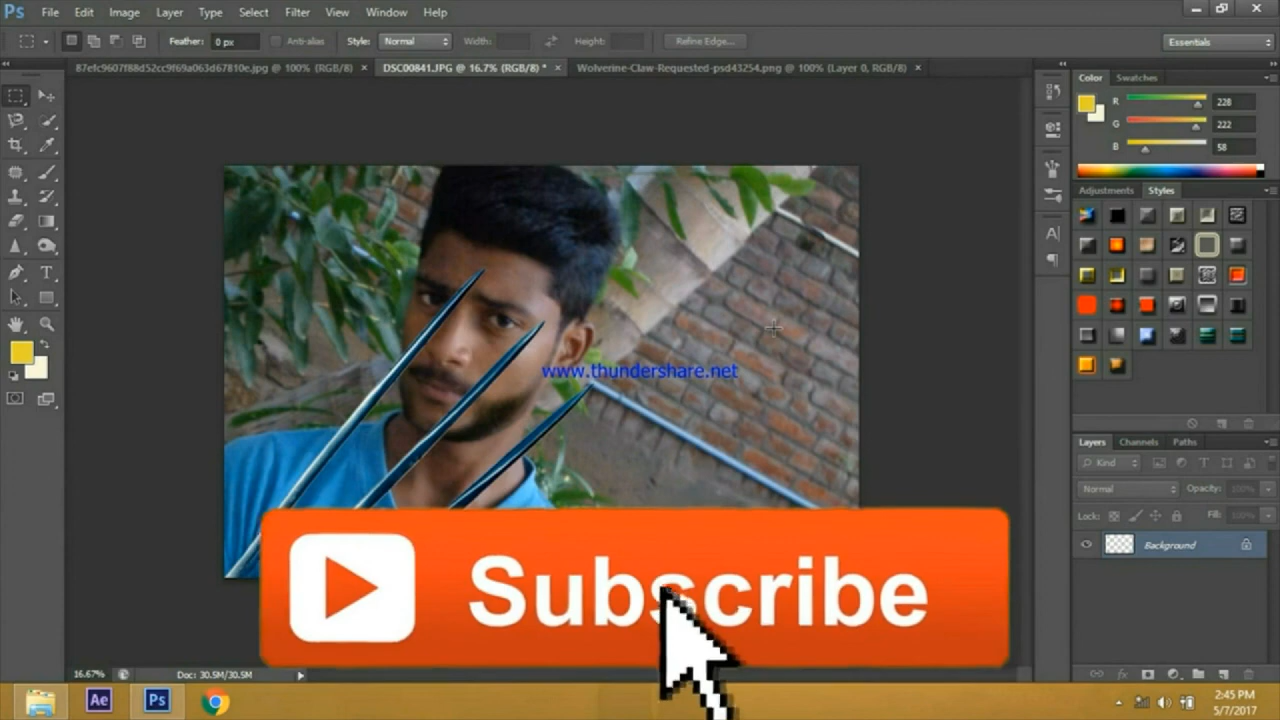 Ps File Edit Image Layer Type Select Filter View Window Help
Feather: 0 px Anti-alias Style: Normal Width: Height: Refine Edge... Essentials
87efc9607f88d52cc9f69a063d67810e.jpg @ 100% (RGB/8) × DSC00841.JPG @ 16.7% (RGB/8) * × Wolverine-Claw-Requested-psd43254.png @ 100% (Layer 0, RGB/8) ×
Color Swatches
R 228
G 222
B 58
Adjustments Styles
www.thundershare.net
Layers Channels Paths
Kind
Normal Opacity: 100%
Lock: Fill: 100%
Background
Subscribe
16.67% Doc: 30.5M/30.5M
Ae Ps
2:45 PM
5/7/2017